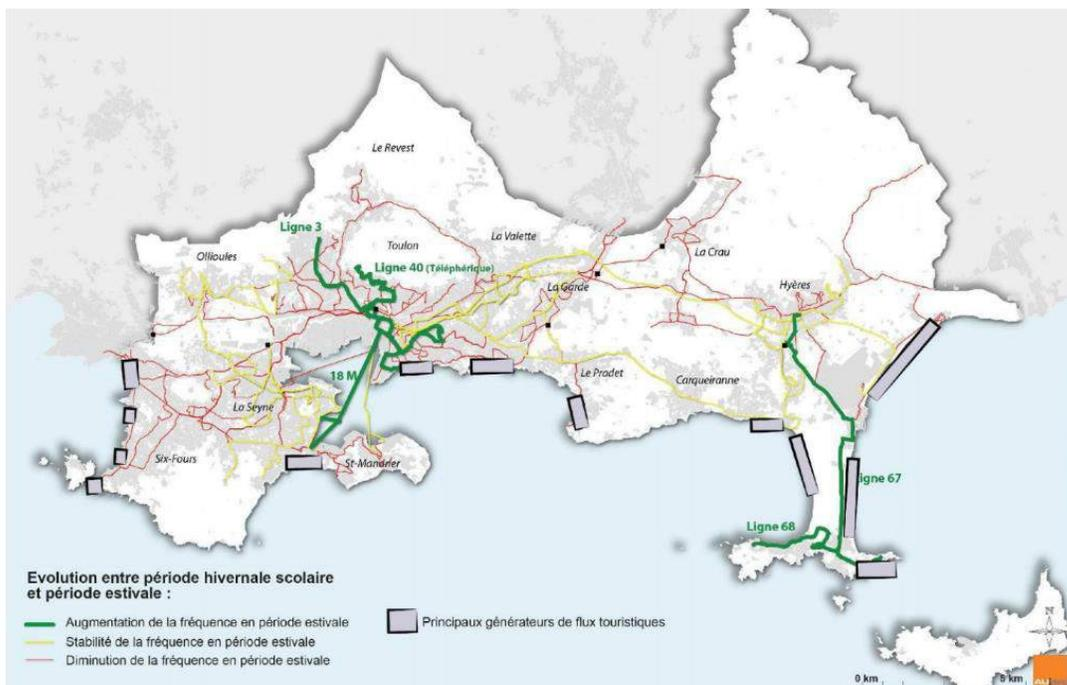 Le Revest
Ligne 3
Toulon
La Valette
Ollioules
Ligne 40 (Téléphérique)
La Crau
La Garde
Hyères
18 M
Le Pradet
Carqueiranne
La Seyne
Six-Fours
St-Mandrier
igne 67
Ligne 68
Evolution entre période hivernale scolaire
et période estivale :
Augmentation de la fréquence en période estivale
Stabilité de la fréquence en période estivale
Diminution de la fréquence en période estivale
Principaux générateurs de flux touristiques
N
0 km
5 km